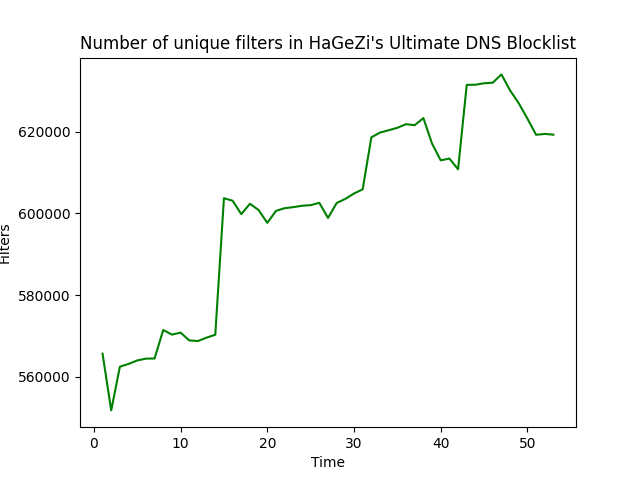 Number of unique filters in HaGeZi's Ultimate DNS Blocklist
620000
600000
580000
560000
Filters
0 10 20 30 40 50
Time